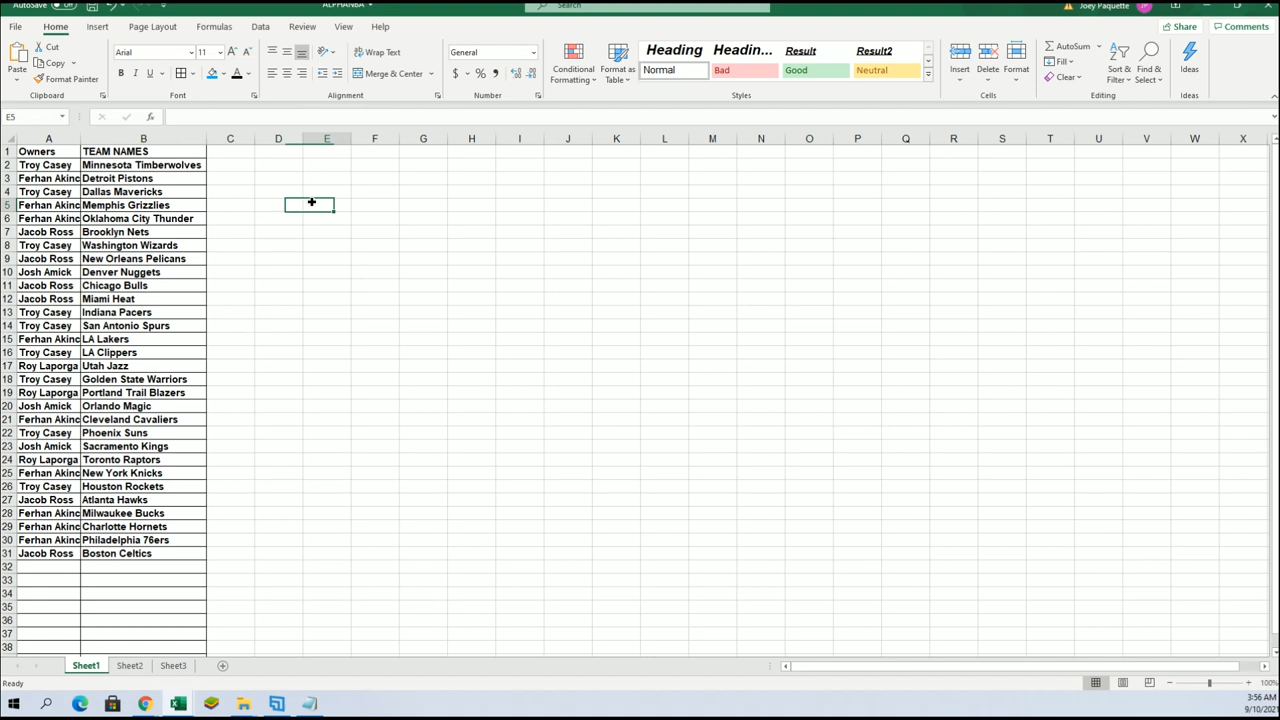 AutoSave
ALPHANBA
Search
Joey Paquette
JP
File Home Insert Page Layout Formulas Data Review View Help
Share Comments
Paste
Cut
Copy
Format Painter
Clipboard
Arial 11
B I U
Font
Wrap Text
Merge & Center
Alignment
General
$ % 9
Number
Conditional Formatting
Format as Table
Heading Headin... Result Result2
Normal Bad Good Neutral
Styles
Insert Delete Format
Cells
AutoSum
Fill
Clear
Sort & Filter
Find & Select
Editing
Ideas
Ideas
E5 fx
A B C D E F G H I J K L M N O P Q R S T U V W X
1 Owners TEAM NAMES
2 Troy Casey Minnesota Timberwolves
3 Ferhan Akinc Detroit Pistons
4 Troy Casey Dallas Mavericks
5 Ferhan Akinc Memphis Grizzlies
6 Ferhan Akinc Oklahoma City Thunder
7 Jacob Ross Brooklyn Nets
8 Troy Casey Washington Wizards
9 Jacob Ross New Orleans Pelicans
10 Josh Amick Denver Nuggets
11 Jacob Ross Chicago Bulls
12 Jacob Ross Miami Heat
13 Troy Casey Indiana Pacers
14 Troy Casey San Antonio Spurs
15 Ferhan Akinc LA Lakers
16 Troy Casey LA Clippers
17 Roy Laporga Utah Jazz
18 Troy Casey Golden State Warriors
19 Roy Laporga Portland Trail Blazers
20 Josh Amick Orlando Magic
21 Ferhan Akinc Cleveland Cavaliers
22 Troy Casey Phoenix Suns
23 Josh Amick Sacramento Kings
24 Roy Laporga Toronto Raptors
25 Ferhan Akinc New York Knicks
26 Troy Casey Houston Rockets
27 Jacob Ross Atlanta Hawks
28 Ferhan Akinc Milwaukee Bucks
29 Ferhan Akinc Charlotte Hornets
30 Ferhan Akinc Philadelphia 76ers
31 Jacob Ross Boston Celtics
32
33
34
35
36
37
38
Sheet1 Sheet2 Sheet3
Ready
100%
3:56 AM